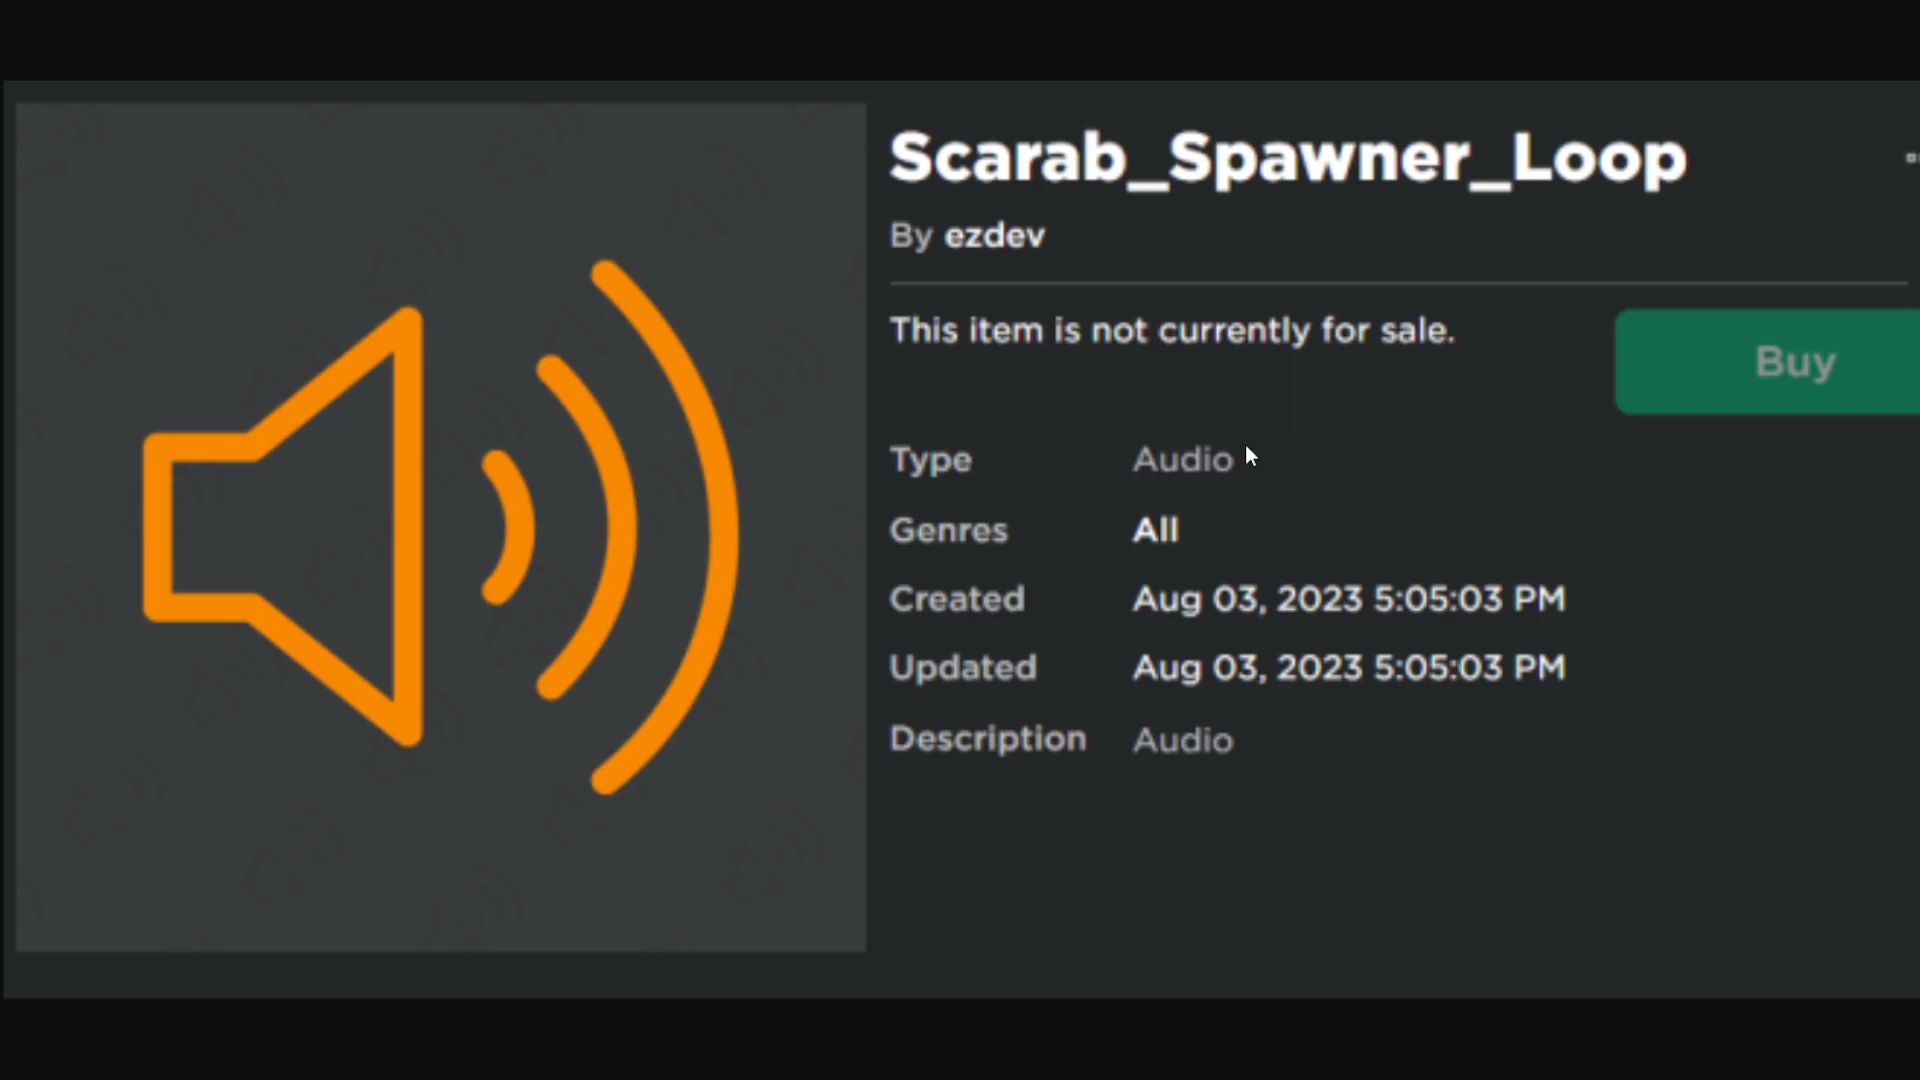 Scarab_Spawner_Loop
By ezdev
This item is not currently for sale.
Buy
Type Audio
Genres All
Created Aug 03, 2023 5:05:03 PM
Updated Aug 03, 2023 5:05:03 PM
Description Audio